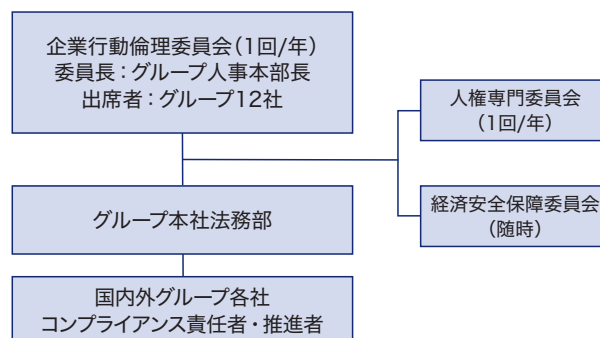 企業行動倫理委員会(1回/年)
委員長：グループ人事本部長
出席者：グループ12社
人権専門委員会
(1回/年)
グループ本社法務部
経済安全保障委員会
(随時)
国内外グループ各社
コンプライアンス責任者・推進者